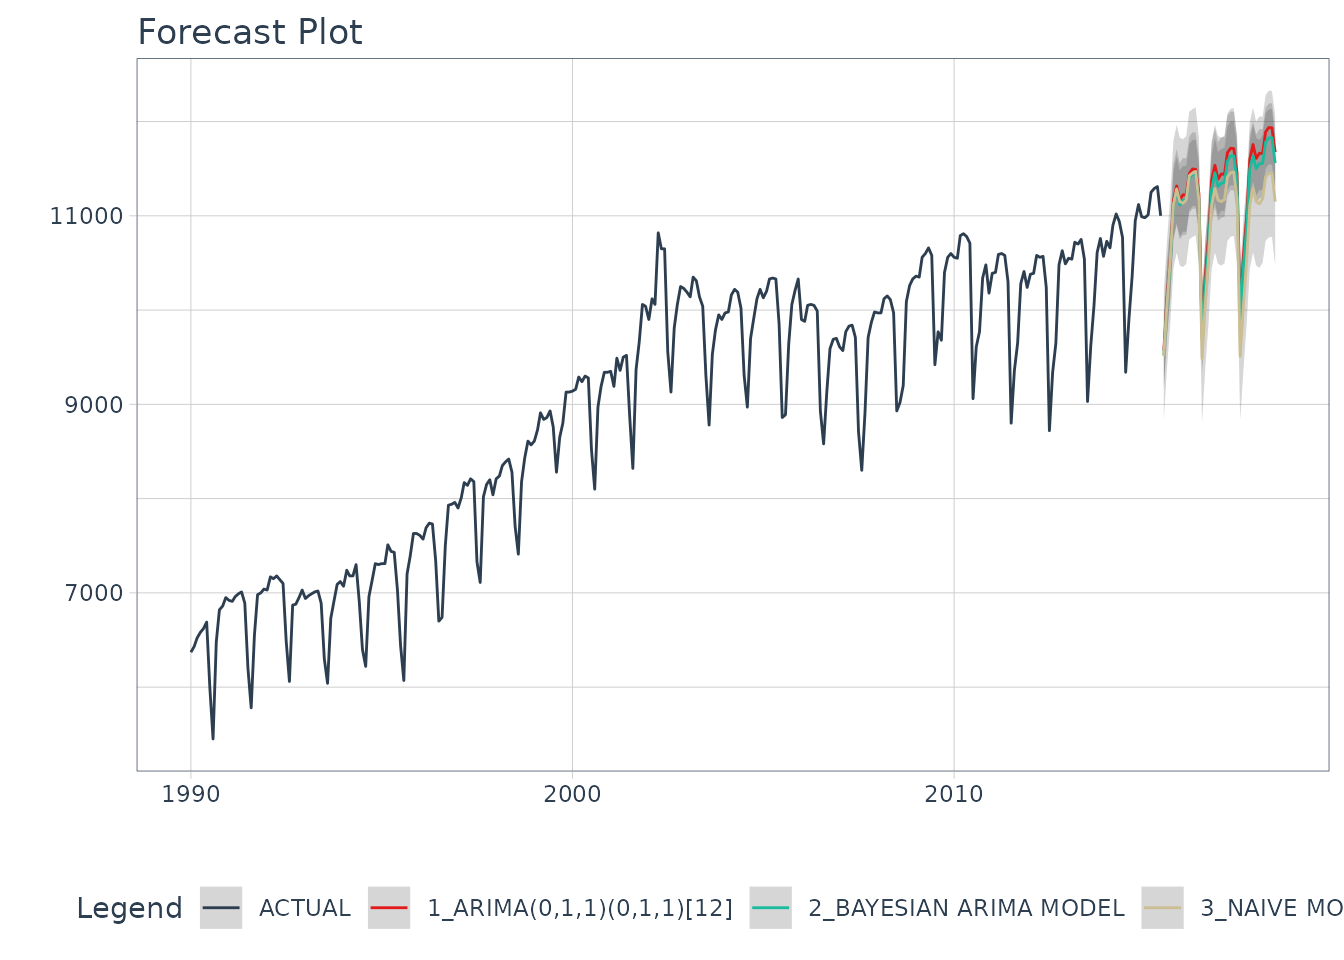 Forecast Plot
11000
9000
7000
1990 2000 2010
Legend ACTUAL 1_ARIMA(0,1,1)(0,1,1)[12] 2_BAYESIAN ARIMA MODEL 3_NAIVE MO